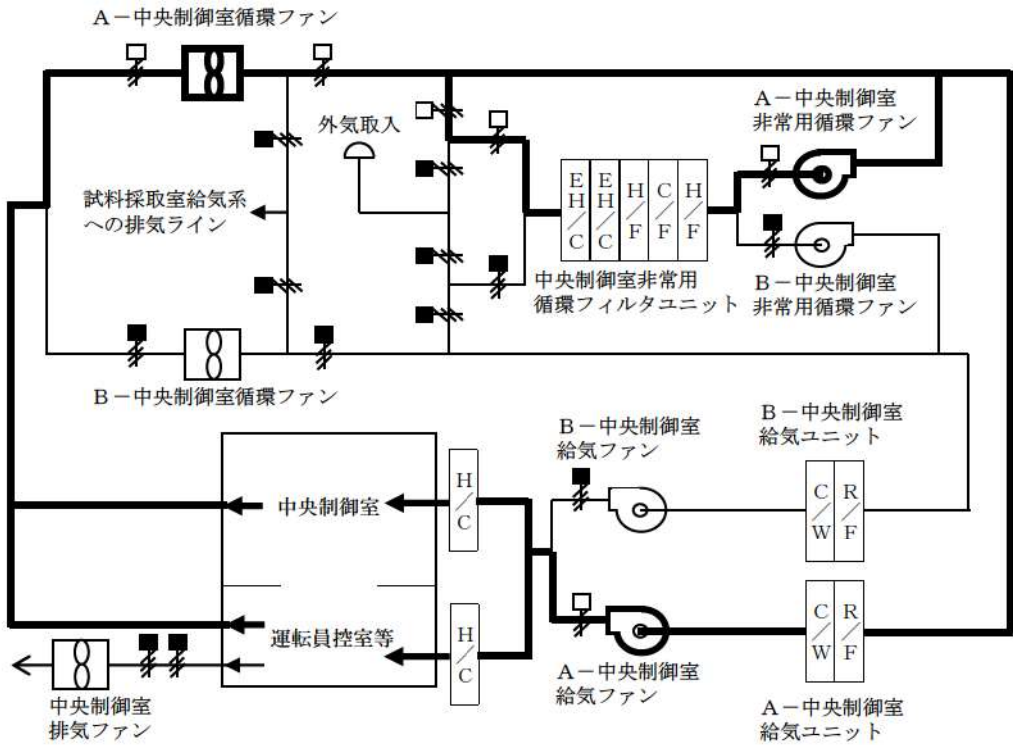 A－中央制御室循環ファン
外気取入
A－中央制御室
非常用循環ファン
試料採取室給気系
への排気ライン
EH/C
EH/C
H/F
C/F
H/F
中央制御室非常用
循環フィルタユニット
B－中央制御室
非常用循環ファン
B－中央制御室循環ファン
B－中央制御室
給気ファン
B－中央制御室
給気ユニット
中央制御室
H/C
C/W
R/F
運転員控室等
H/C
C/W
R/F
A－中央制御室
給気ファン
中央制御室
排気ファン
A－中央制御室
給気ユニット